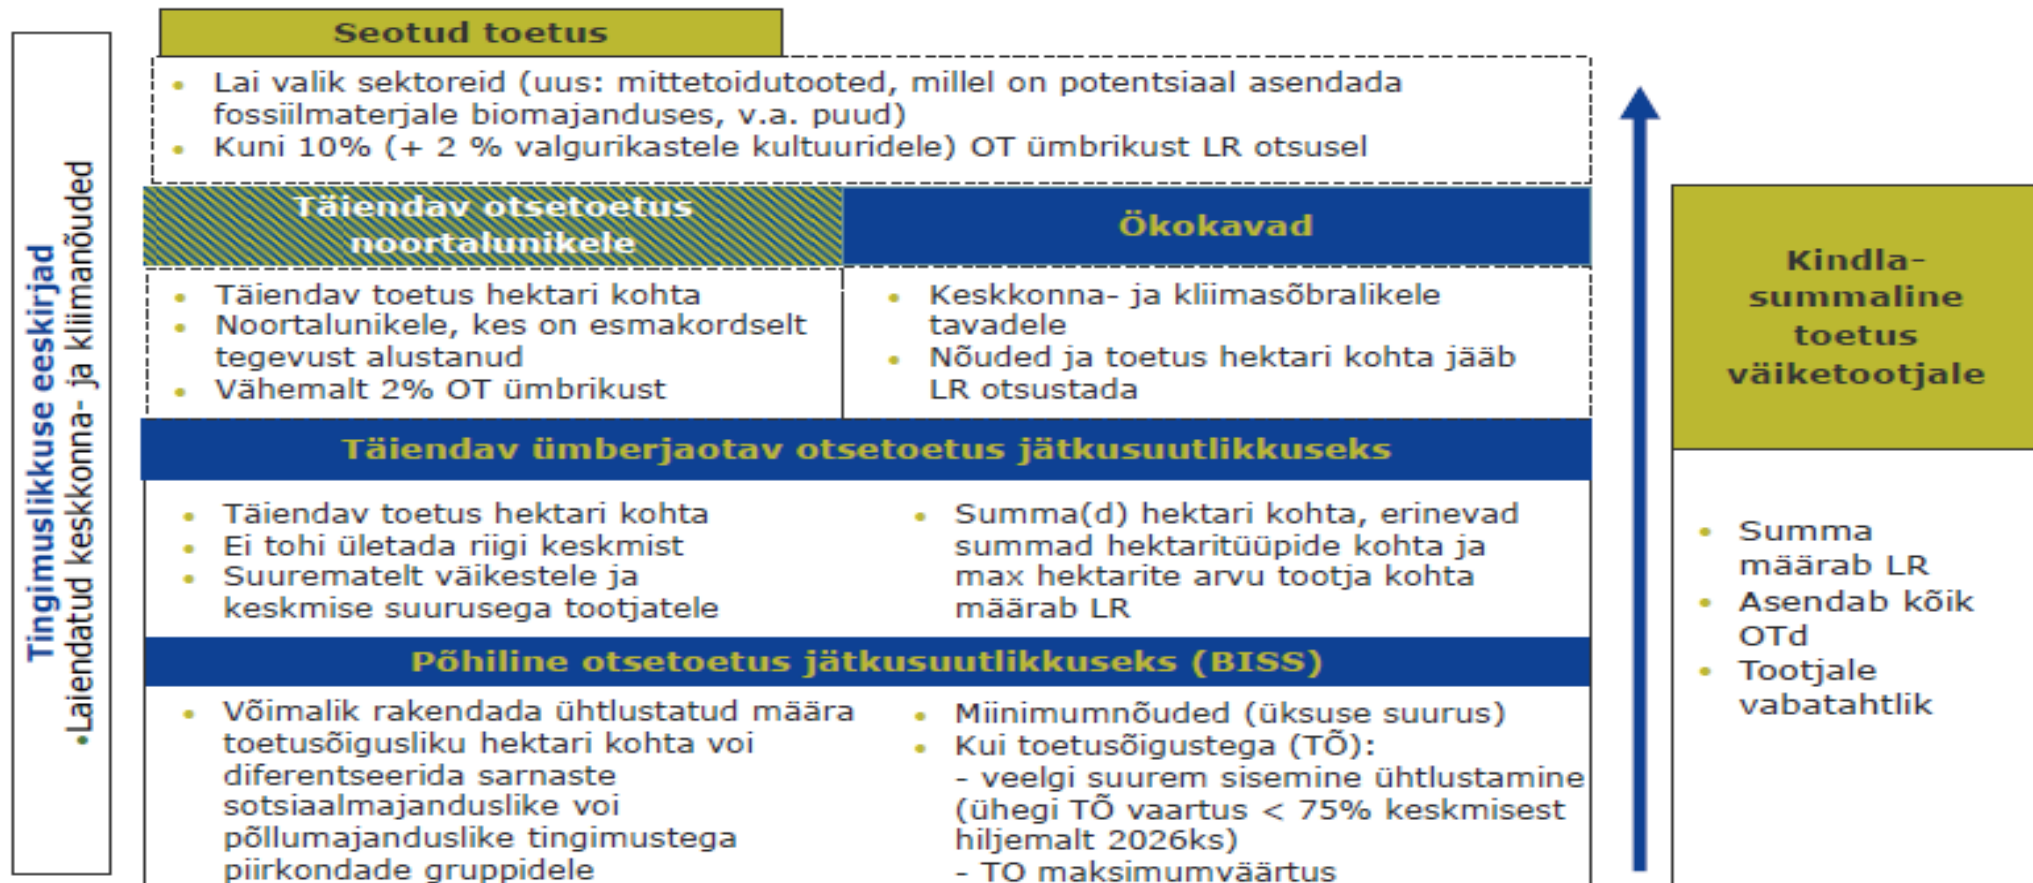 Seotud toetus
• Lai valik sektoreid (uus: mittetoidutooted, millel on potentsiaal asendada
fossiilmaterjale biomajanduses, v.a. puud)
• Kuni 10% (+ 2 % valgurikastele kultuuridele) OT ümbrikust LR otsusel
Tingimuslikkuse eeskirjad
•Laiendatud keskkonna- ja kliimanõuded
Täiendav otsetoetus
noortalunikele
• Täiendav toetus hektari kohta
• Noortalunikele, kes on esmakordselt
tegevust alustanud
• Vähemalt 2% OT ümbrikust
Ökokavad
• Keskkonna- ja kliimasõbralikele
tavadele
• Nõuded ja toetus hektari kohta jääb
LR otsustada
Täiendav ümberjaotav otsetoetus jätkusuutlikkuseks
• Täiendav toetus hektari kohta
• Ei tohi ületada riigi keskmist
• Suurematelt väikestele ja
keskmise suurusega tootjatele
• Summa(d) hektari kohta, erinevad
summad hektaritüüpide kohta ja
max hektarite arvu tootja kohta
määrab LR
Põhiline otsetoetus jätkusuutlikkuseks (BISS)
• Võimalik rakendada ühtlustatud määra
toetusõigusliku hektari kohta voi
diferentseerida sarnaste
sotsiaalmajanduslike voi
põllumajanduslike tingimustega
piirkondade gruppidele
• Miinimumnõuded (üksuse suurus)
• Kui toetusõigustega (TÕ):
- veelgi suurem sisemine ühtlustamine
(ühegi TÕ vaartus < 75% keskmisest
hiljemalt 2026ks)
- TO maksimumväärtus
Kindla-
summaline
toetus
väiketootjale
• Summa
määrab LR
• Asendab kõik
OTd
• Tootjale
vabatahtlik